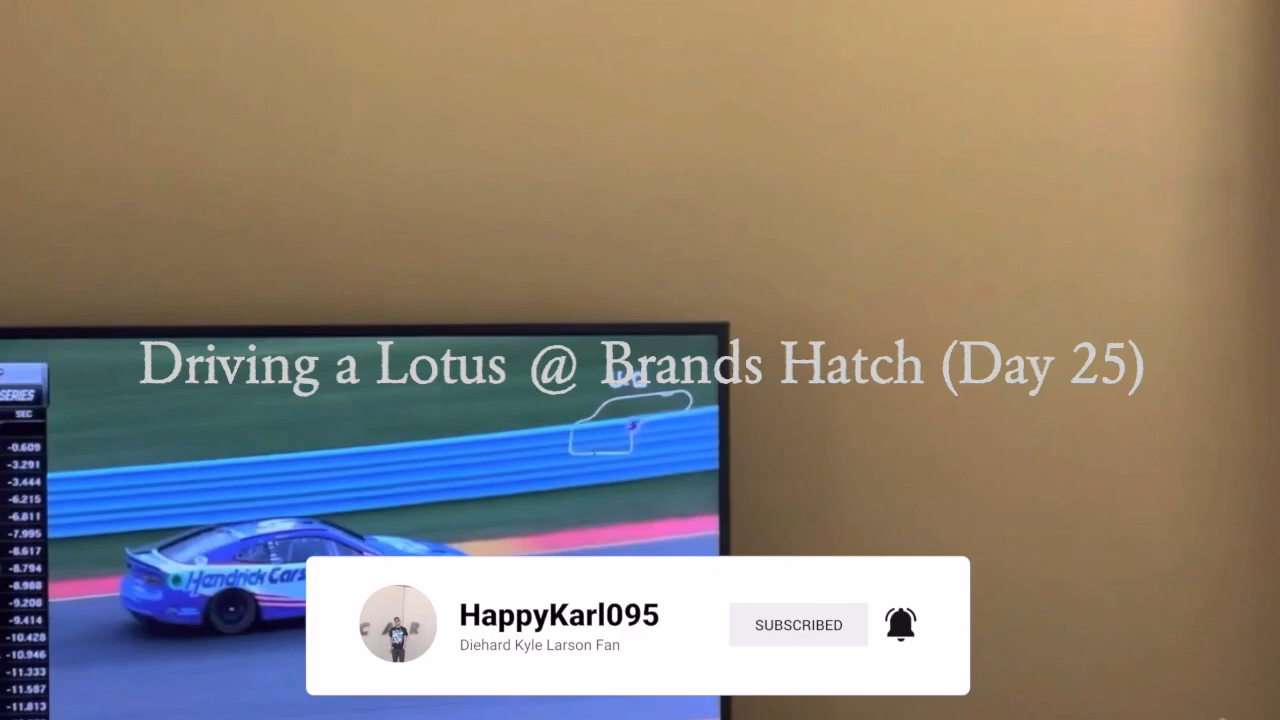 Driving a Lotus @ Brands Hatch (Day 25)
SERIES
SEC
-0.609
-3.291
-3.444
-6.215
-6.811
-7.995
-8.617
-8.794
-8.988
-9.208
-9.414
-10.428
-10.946
-11.333
-11.587
-11.813
Hendrick Cars
HappyKarl095
Diehard Kyle Larson Fan
SUBSCRIBED